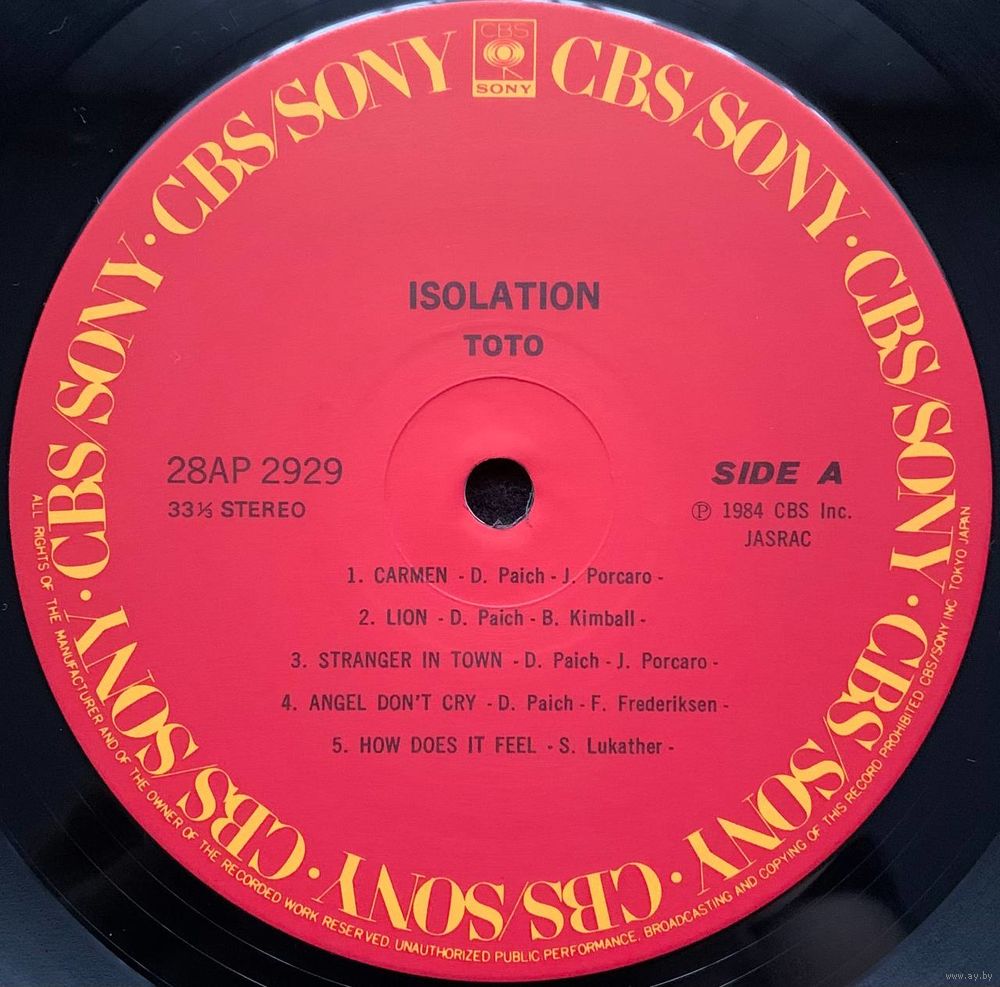 CBS
SONY
CBS/SONY · CBS/SONY · CBS/SONY · CBS/SONY · CBS/SONY · CBS/SONY · CBS/SONY · CBS/SONY
ISOLATION
TOTO
28AP 2929
33⅓ STEREO
SIDE A
Ⓟ 1984 CBS Inc.
JASRAC
1. CARMEN - D. Paich - J. Porcaro -
2. LION - D. Paich - B. Kimball -
3. STRANGER IN TOWN - D. Paich - J. Porcaro -
4. ANGEL DON'T CRY - D. Paich - F. Frederiksen -
5. HOW DOES IT FEEL - S. Lukather -
ALL RIGHTS OF THE MANUFACTURER AND OF THE OWNER OF THE RECORDED WORK RESERVED. UNAUTHORIZED PUBLIC PERFORMANCE, BROADCASTING AND COPYING OF THIS RECORD PROHIBITED CBS/SONY INC TOKYO JAPAN
www.ay.by